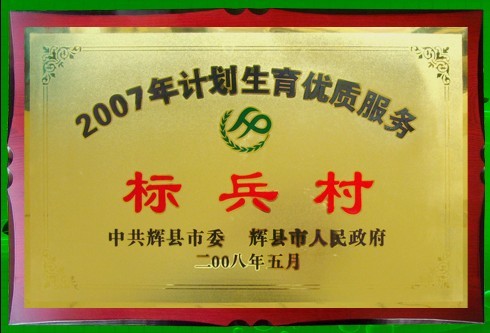 2007年计划生育优质服务
标兵村
中共辉县市委 辉县市人民政府
二00八年五月